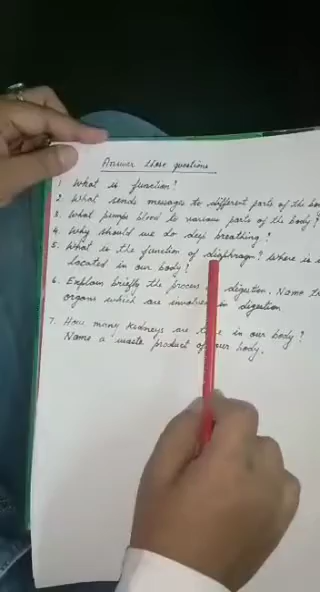 Answer these questions
1. What is function?
2. What sends messages to different parts of the
3. What pumps blood to various parts of the body?
4. Why should we do deep breathing?
5. What is the function of diaphragm? Where is
located in our body?
6. Explain briefly the process digestion. Name
organs which are involved in digestion
7. How many kidneys are in our body?
Name a waste product of our body.